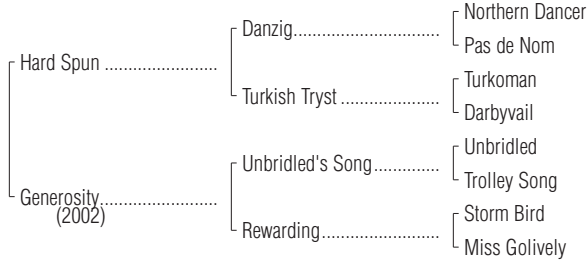 Northern Dancer
Danzig..................................
Pas de Nom
Hard Spun .........................
Turkoman
Turkish Tryst .......................
Darbyvail
Unbridled
Unbridled's Song...............
Trolley Song
Generosity..........................
(2002)
Storm Bird
Rewarding...........................
Miss Golively